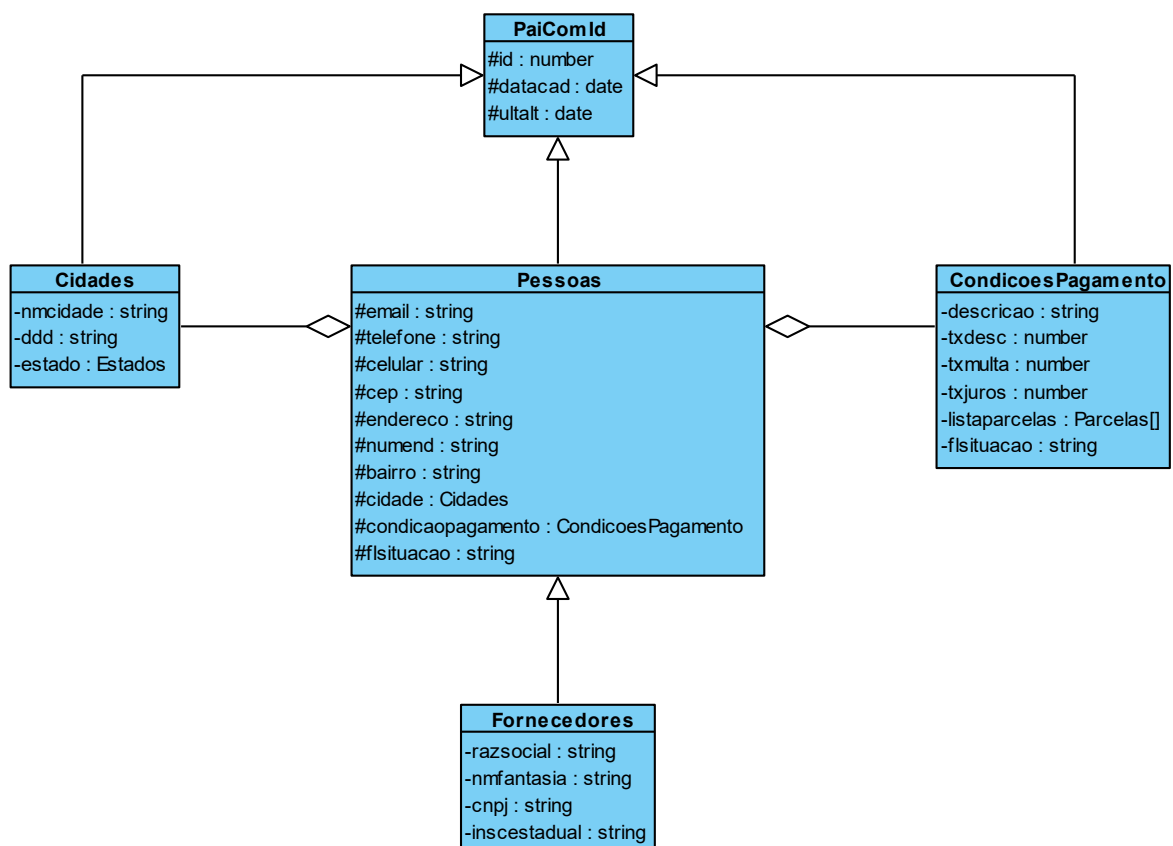 PaiComId
#id : number
#datacad : date
#ultalt : date
Cidades
-nmcidade : string
-ddd : string
-estado : Estados
Pessoas
#email : string
#telefone : string
#celular : string
#cep : string
#endereco : string
#numend : string
#bairro : string
#cidade : Cidades
#condicaopagamento : CondicoesPagamento
#flsituacao : string
CondicoesPagamento
-descricao : string
-txdesc : number
-txmulta : number
-txjuros : number
-listaparcelas : Parcelas[]
-flsituacao : string
Fornecedores
-razsocial : string
-nmfantasia : string
-cnpj : string
-inscestadual : string